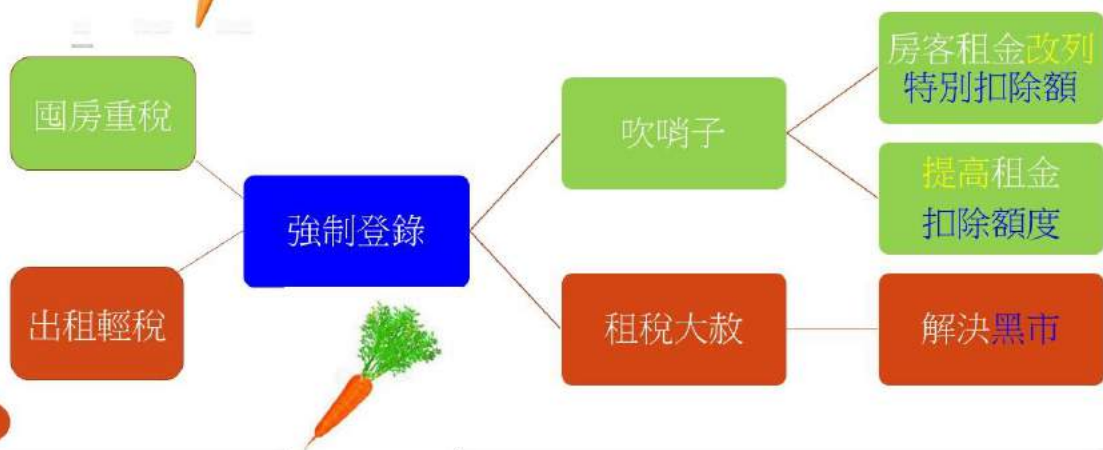 囤房重稅
出租輕稅
強制登錄
吹哨子
房客租金改列
特別扣除額
提高租金
扣除額度
租稅大赦
解決黑市